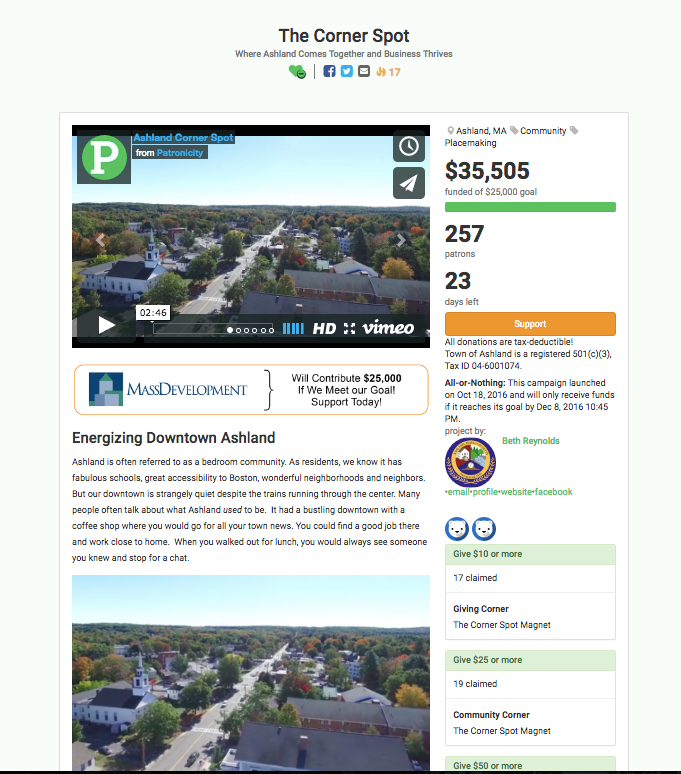 The Corner Spot
Where Ashland Comes Together and Business Thrives
17
P
Ashland Corner Spot
from Patronicity
02:46
HD
vimeo
MASSDEVELOPMENT
Will Contribute $25,000
If We Meet our Goal!
Support Today!
Energizing Downtown Ashland
Ashland is often referred to as a bedroom community. As residents, we know it has
fabulous schools, great accessibility to Boston, wonderful neighborhoods and neighbors.
But our downtown is strangely quiet despite the trains running through the center. Many
people often talk about what Ashland used to be. It had a bustling downtown with a
coffee shop where you would go for all your town news. You could find a good job there
and work close to home. When you walked out for lunch, you would always see someone
you knew and stop for a chat.
Ashland, MA Community
Placemaking
$35,505
funded of $25,000 goal
257
patrons
23
days left
Support
All donations are tax-deductible!
Town of Ashland is a registered 501(c)(3),
Tax ID 04-6001074.
All-or-Nothing: This campaign launched
on Oct 18, 2016 and will only receive funds
if it reaches its goal by Dec 8, 2016 10:45
PM.
project by:
Beth Reynolds
•email•profile•website•facebook
Give $10 or more
17 claimed
Giving Corner
The Corner Spot Magnet
Give $25 or more
19 claimed
Community Corner
The Corner Spot Magnet
Give $50 or more